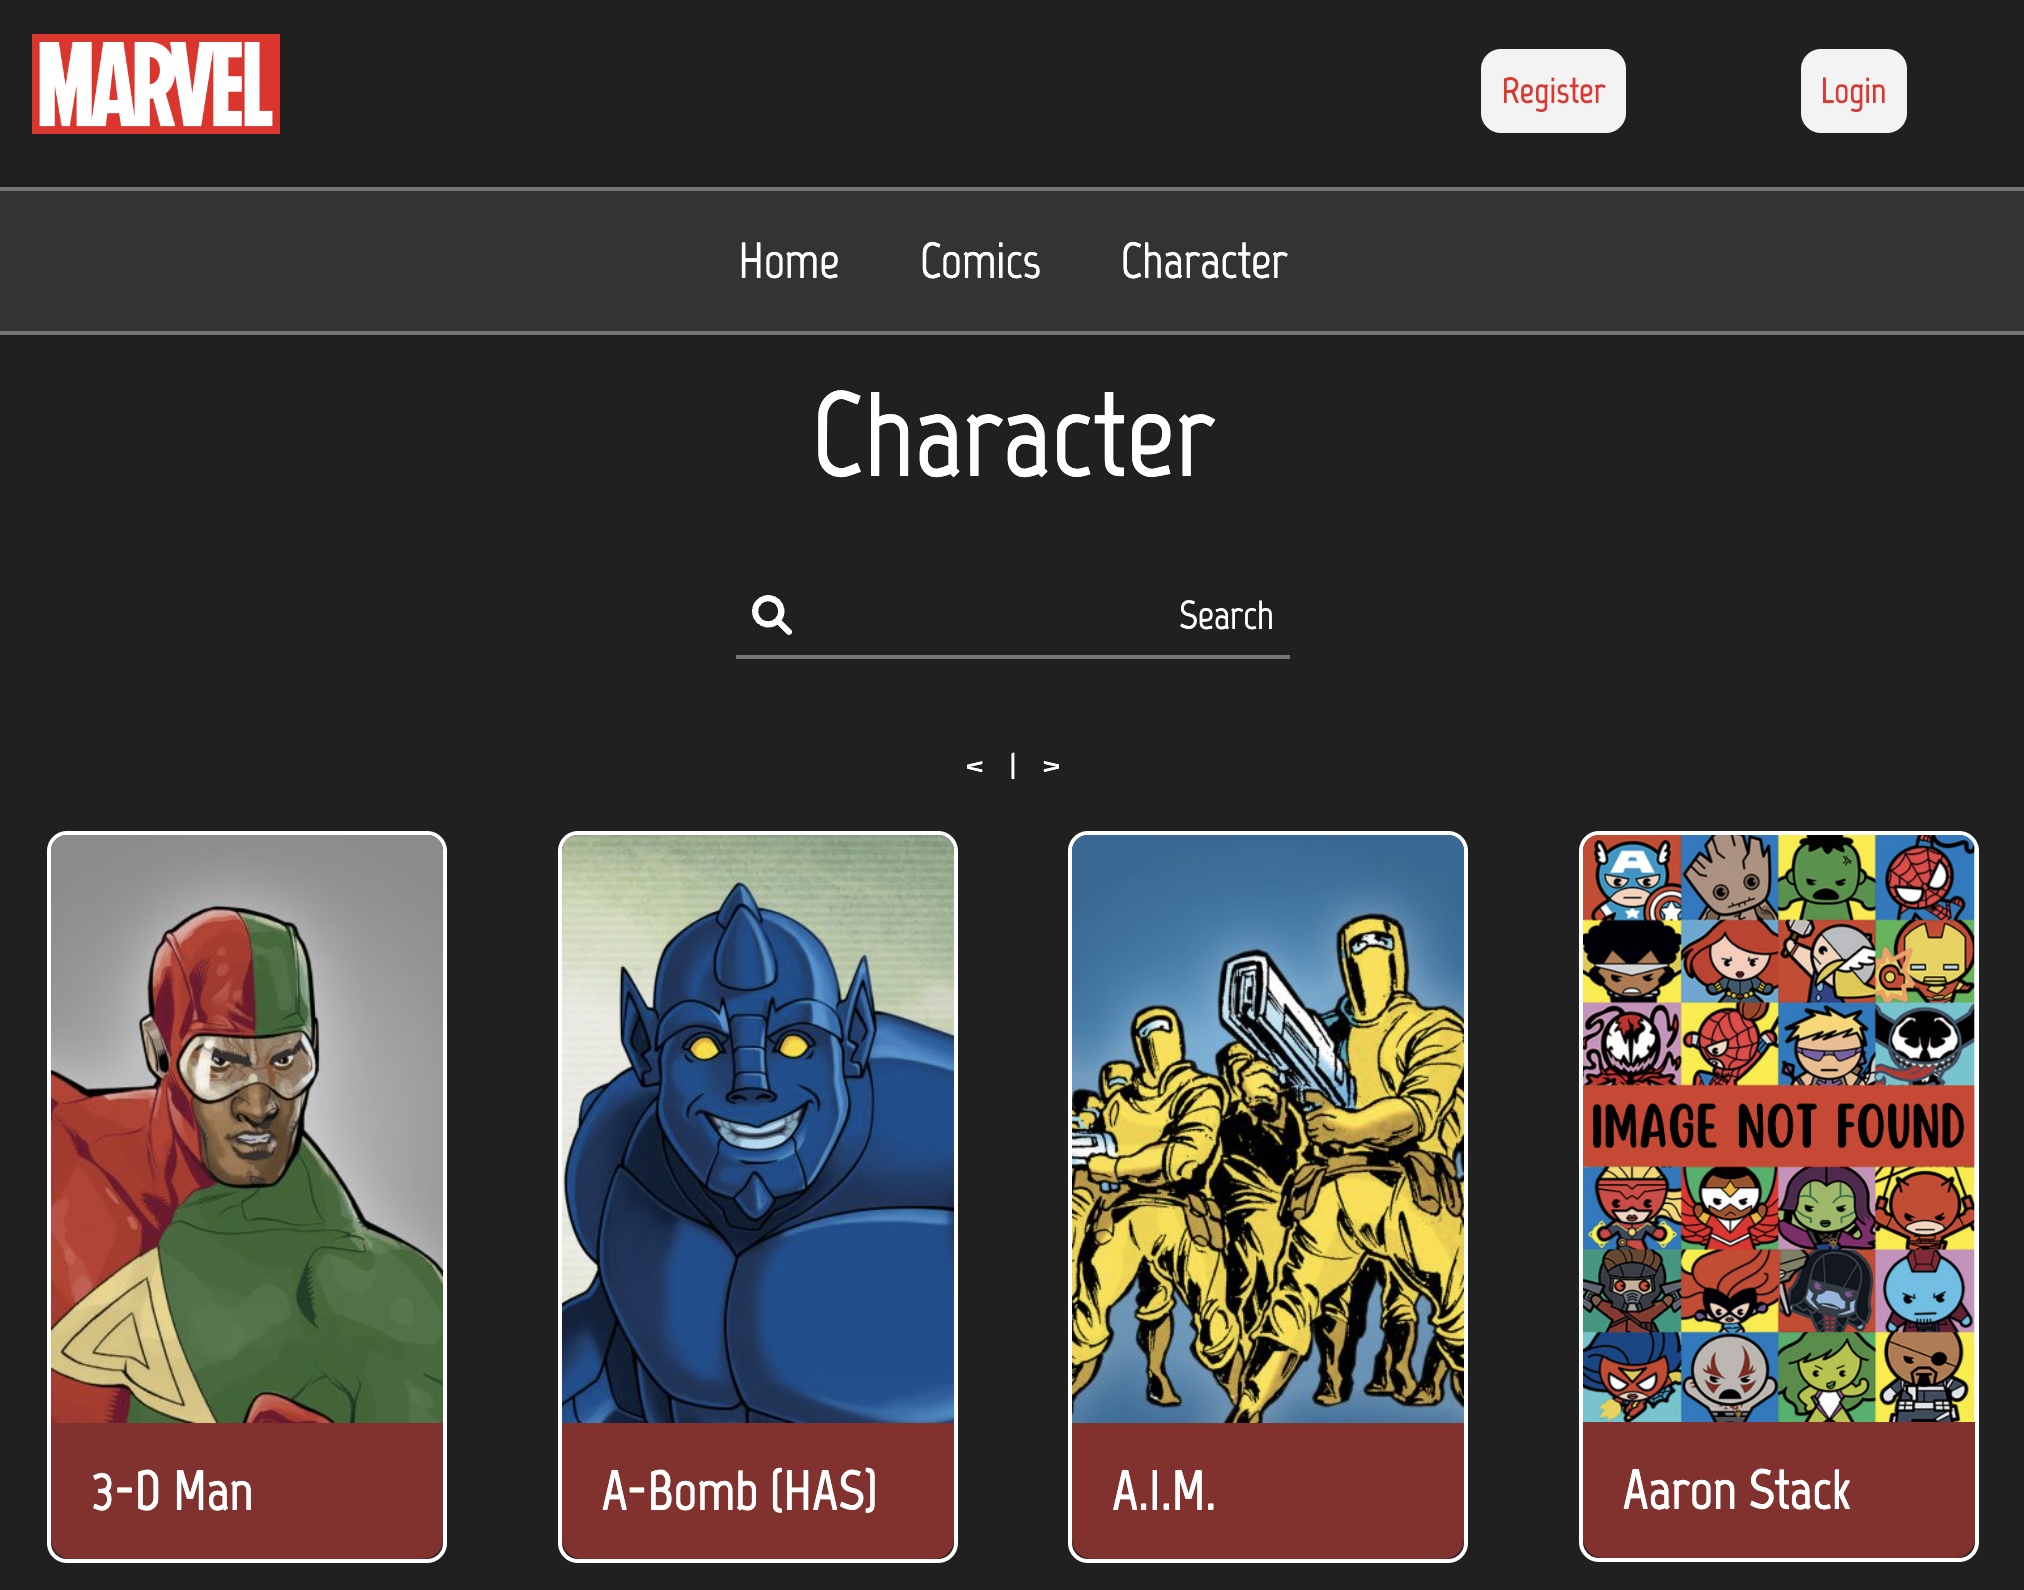 MARVEL
Register
Login
Home
Comics
Character
Character
Search
< | >
IMAGE NOT FOUND
3-D Man
A-Bomb (HAS)
A.I.M.
Aaron Stack